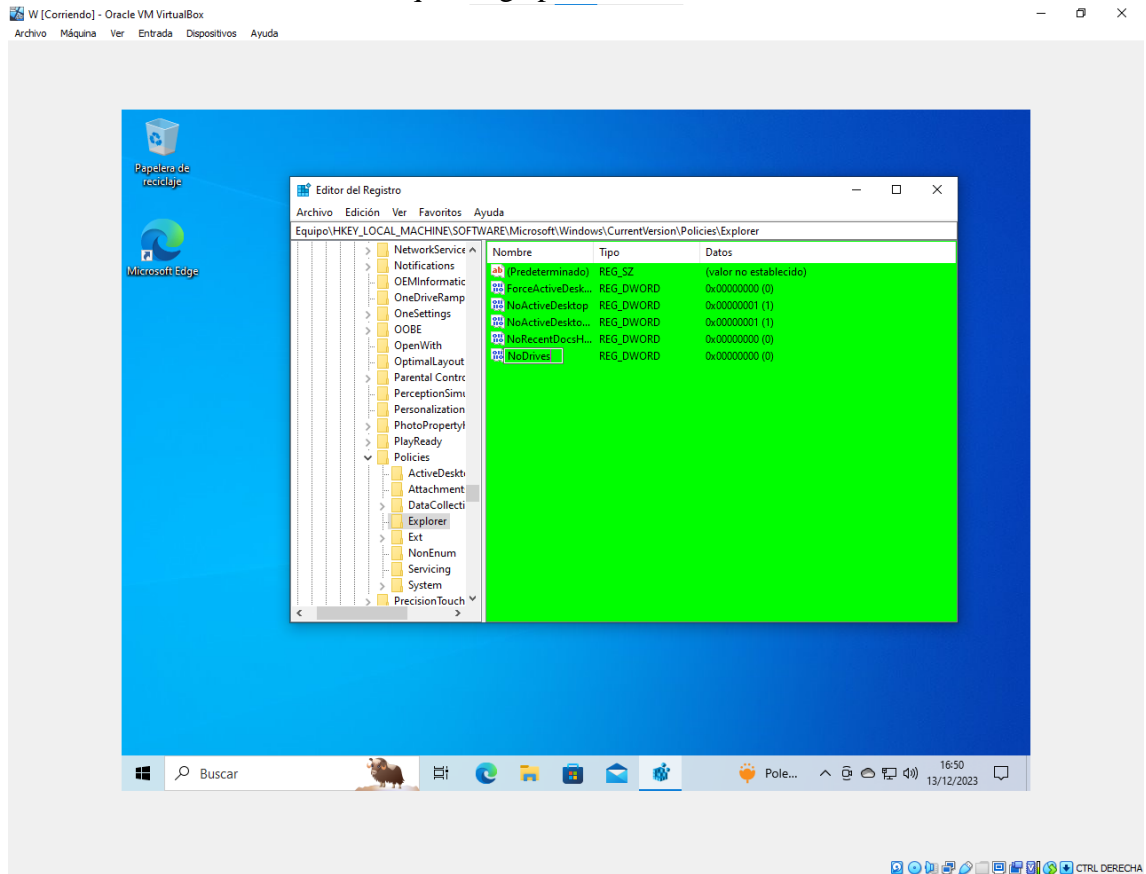 W [Corriendo] - Oracle VM VirtualBox
Archivo Máquina Ver Entrada Dispositivos Ayuda
Papelera de
reciclaje
Microsoft Edge
Editor del Registro
Archivo Edición Ver Favoritos Ayuda
Equipo\HKEY_LOCAL_MACHINE\SOFTWARE\Microsoft\Windows\CurrentVersion\Policies\Explorer
NetworkService
Notifications
OEMInformatic
OneDriveRamp
OneSettings
OOBE
OpenWith
OptimalLayout
Parental Contro
PerceptionSimu
Personalization
PhotoPropertyH
PlayReady
Policies
ActiveDeskto
Attachment
DataCollecti
Explorer
Ext
NonEnum
Servicing
System
PrecisionTouch
Nombre Tipo Datos
(Predeterminado) REG_SZ (valor no establecido)
ForceActiveDesk... REG_DWORD 0x00000000 (0)
NoActiveDesktop REG_DWORD 0x00000001 (1)
NoActiveDeskto... REG_DWORD 0x00000001 (1)
NoRecentDocsH... REG_DWORD 0x00000000 (0)
NoDrives REG_DWORD 0x00000000 (0)
Buscar
Pole...
16:50
13/12/2023
CTRL DERECHA